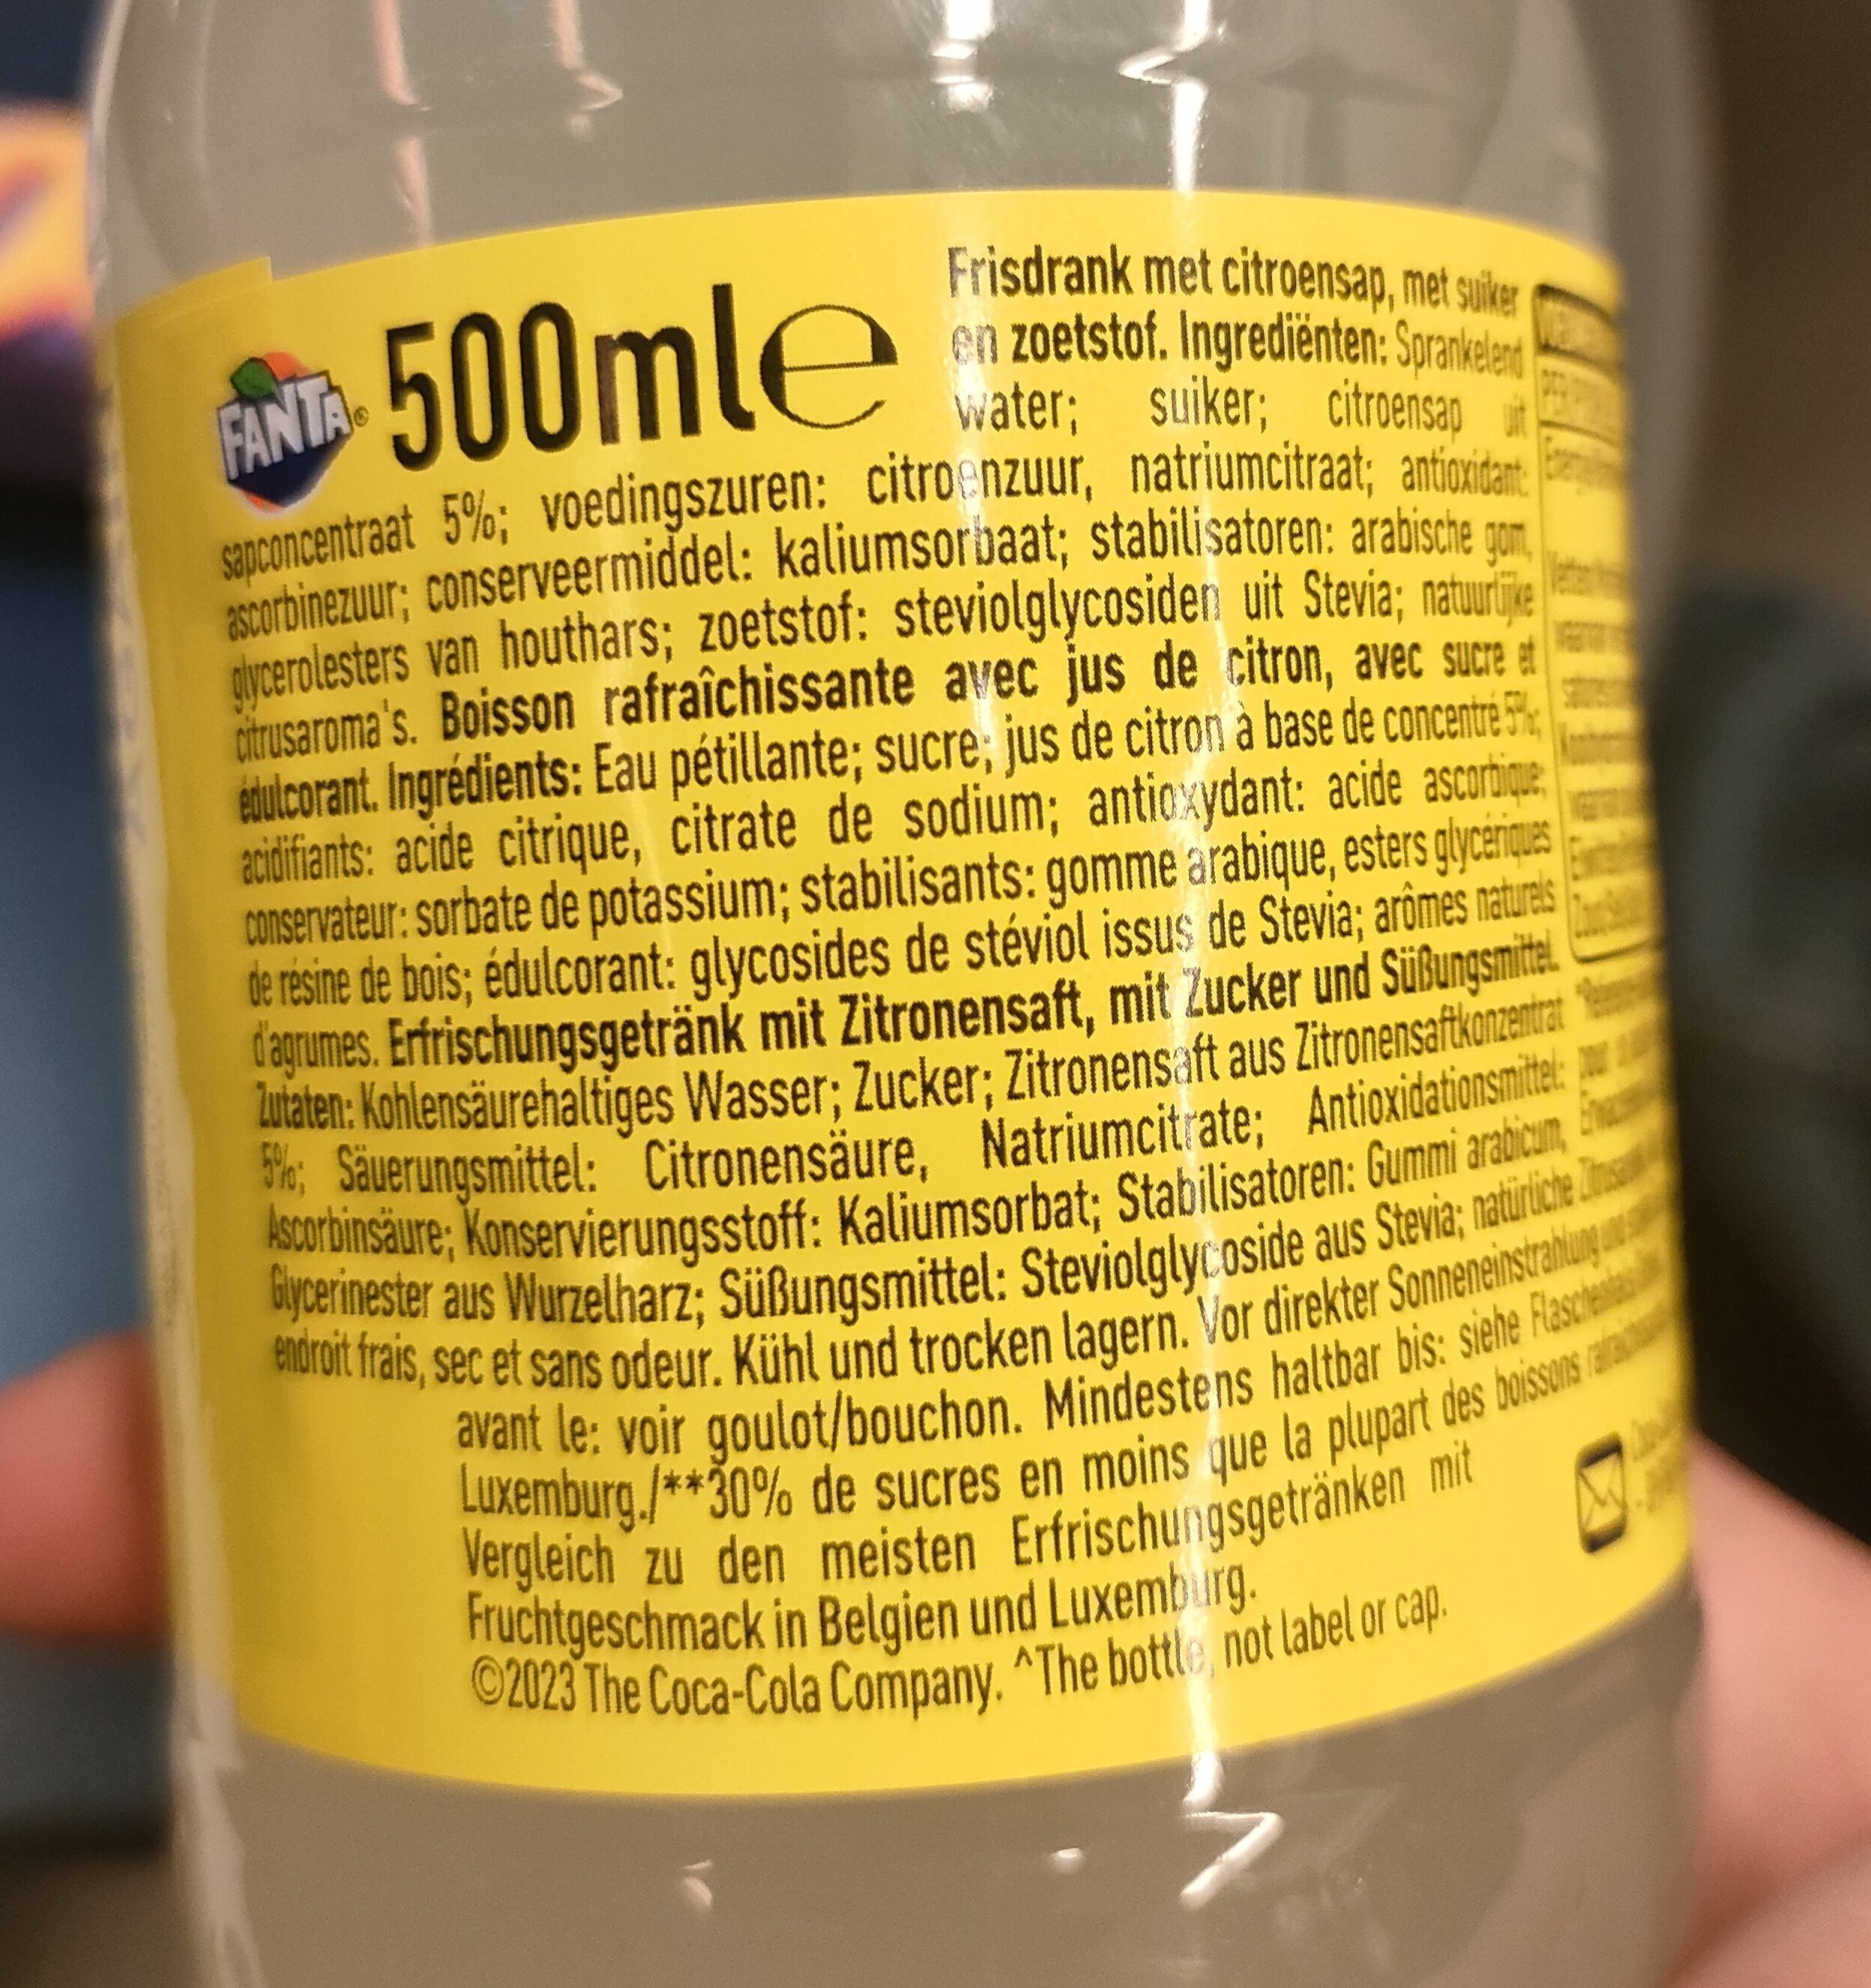 FANTA®
500ml e
Frisdrank met citroensap, met suiker
en zoetstof. Ingrediënten: Sprankelend
water; suiker; citroensap uit
sapconcentraat 5%; voedingszuren: citroenzuur, natriumcitraat; antioxidant:
ascorbinezuur; conserveermiddel: kaliumsorbaat; stabilisatoren: arabische gom,
glycerolesters van houthars; zoetstof: steviolglycosiden uit Stevia; natuurlijke
citrusaroma's. Boisson rafraîchissante avec jus de citron, avec sucre et
édulcorant. Ingrédients: Eau pétillante; sucre; jus de citron à base de concentré 5%;
acidifiants: acide citrique, citrate de sodium; antioxydant: acide ascorbique;
conservateur: sorbate de potassium; stabilisants: gomme arabique, esters glycériques
de résine de bois; édulcorant: glycosides de stéviol issus de Stevia; arômes naturels
d'agrumes. Erfrischungsgetränk mit Zitronensaft, mit Zucker und Süßungsmittel.
Zutaten: Kohlensäurehaltiges Wasser; Zucker; Zitronensaft aus Zitronensaftkonzentrat
5%; Säuerungsmittel: Citronensäure, Natriumcitrate; Antioxidationsmittel:
Ascorbinsäure; Konservierungsstoff: Kaliumsorbat; Stabilisatoren: Gummi arabicum,
Glycerinester aus Wurzelharz; Süßungsmittel: Steviolglycoside aus Stevia; natürliche
endroit frais, sec et sans odeur. Kühl und trocken lagern. Vor direkter Sonneneinstrahlung und
avant le: voir goulot/bouchon. Mindestens haltbar bis: siehe
Luxemburg./**30% de sucres en moins que la plupart des boissons
Vergleich zu den meisten Erfrischungsgetränken mit
Fruchtgeschmack in Belgien und Luxemburg.
©2023 The Coca-Cola Company. ^The bottle, not label or cap.